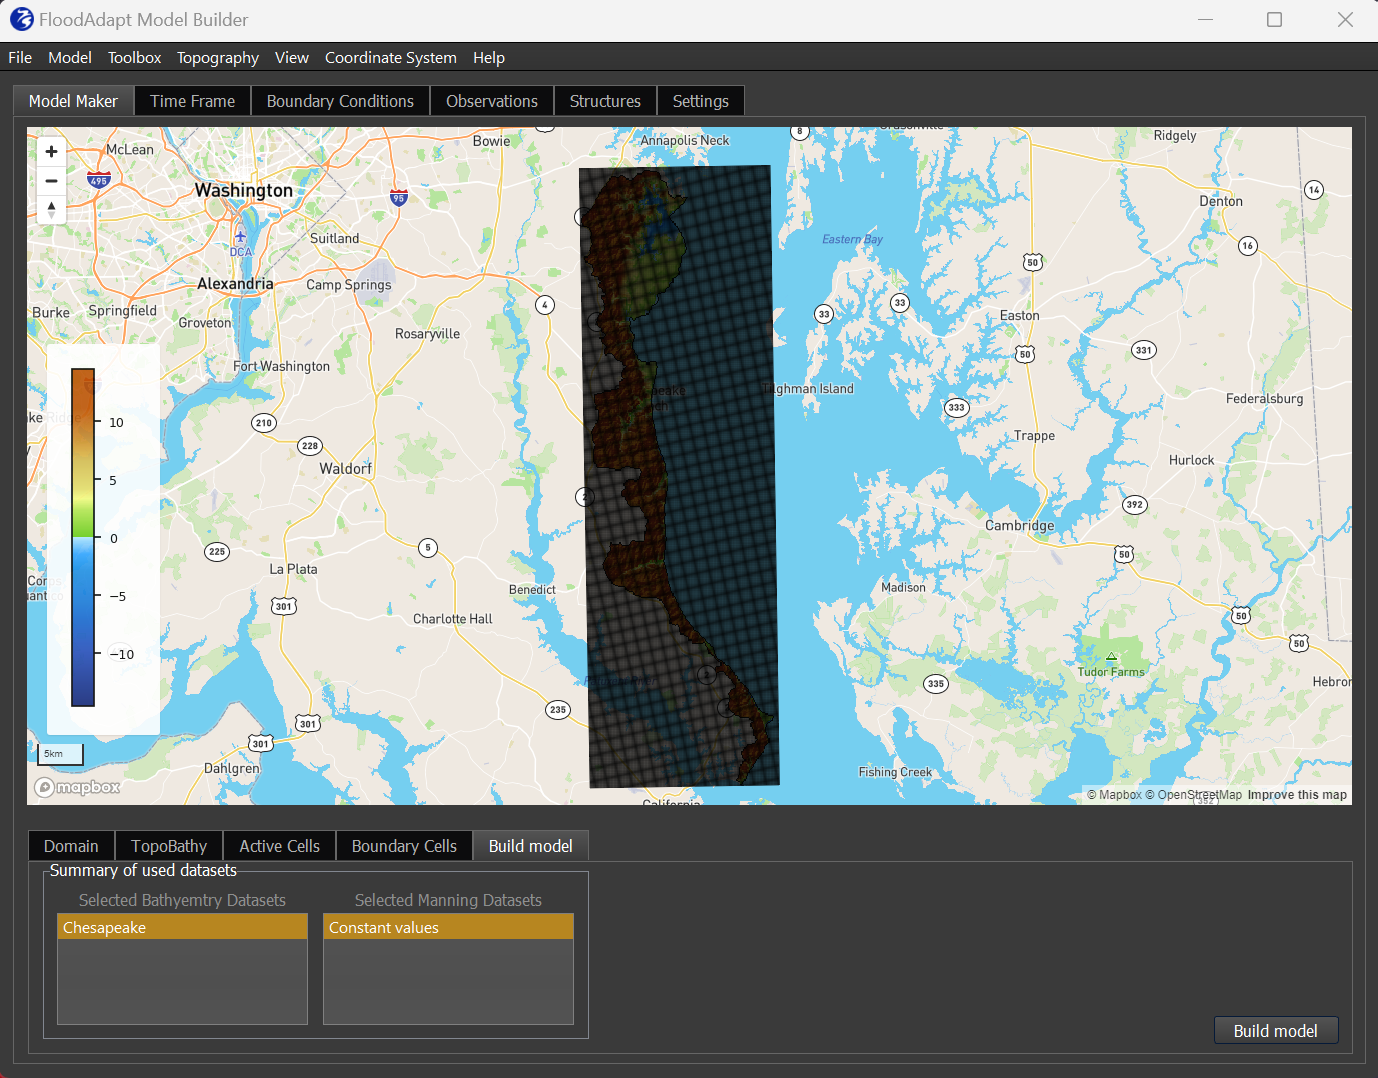 FloodAdapt Model Builder
File Model Toolbox Topography View Coordinate System Help
Model Maker Time Frame Boundary Conditions Observations Structures Settings
McLean
Bowie
Annapolis Neck
8
Ridgely
495
Washington
95
14
Denton
DCA
Suitland
Eastern Bay
16
50
Alexandria
Camp Springs
4
33
33
Burke
Springfield
Groveton
Rosaryville
Easton
331
50
Fort Washington
Tilghman Island
333
Federalsburg
10
210
228
Trappe
Waldorf
Hurlock
5
2
392
Cambridge
0
225
5
50
La Plata
Benedict
Madison
−5
301
Charlotte Hall
50
50
−10
Tudor Farms
335
Hebron
235
301
301
5km
Dahlgren
Fishing Creek
mapbox
California
352
© Mapbox © OpenStreetMap Improve this map
Domain TopoBathy Active Cells Boundary Cells Build model
Summary of used datasets
Selected Bathyemtry Datasets Selected Manning Datasets
Chesapeake Constant values
Build model